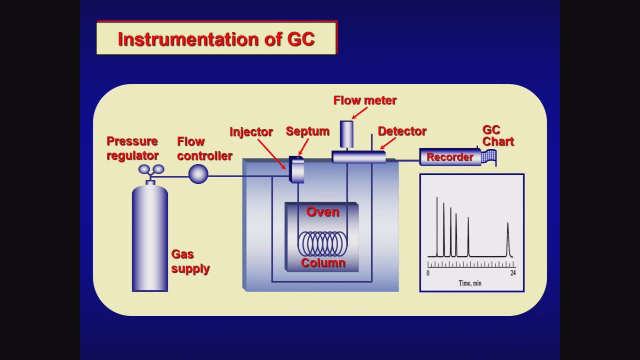 Instrumentation of GC
Flow meter
Injector
Septum
Detector
GC
Chart
Pressure
regulator
Flow
controller
Recorder
Oven
Column
Gas
supply
0
24
Time, min